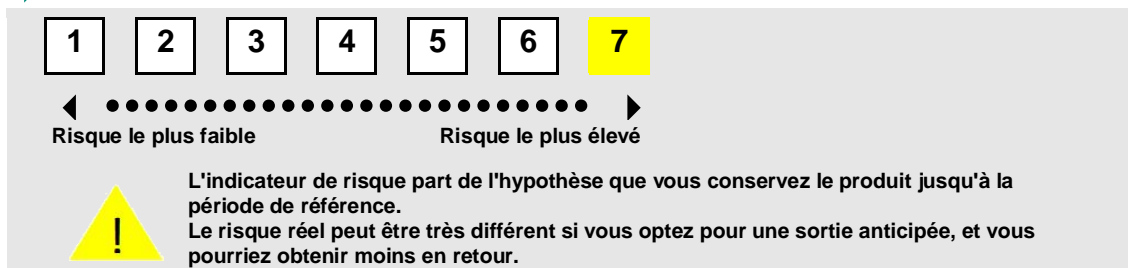 1 2 3 4 5 6 7
Risque le plus faible Risque le plus élevé
L'indicateur de risque part de l'hypothèse que vous conservez le produit jusqu'à la
période de référence.
! Le risque réel peut être très différent si vous optez pour une sortie anticipée, et vous
pourriez obtenir moins en retour.